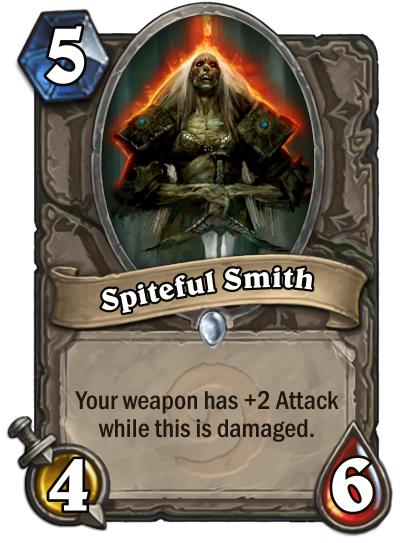 5
Spiteful Smith
Your weapon has +2 Attack
while this is damaged.
4
6